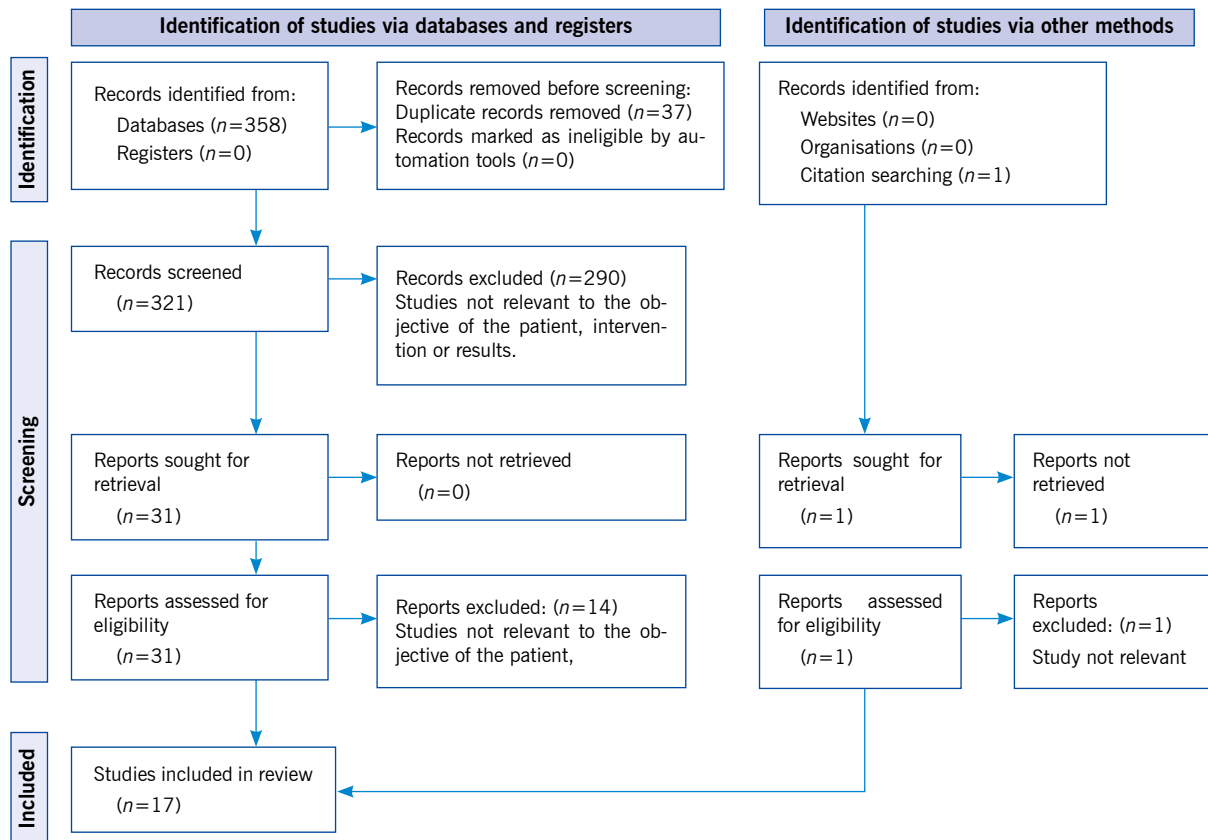 Identification of studies via databases and registers
Identification of studies via other methods
Identification
Records identified from:
Databases (n=358)
Registers (n=0)
Records removed before screening:
Duplicate records removed (n=37)
Records marked as ineligible by au-
tomation tools (n=0)
Records identified from:
Websites (n=0)
Organisations (n=0)
Citation searching (n=1)
Screening
Records screened
(n=321)
Records excluded (n=290)
Studies not relevant to the ob-
jective of the patient, interven-
tion or results.
Reports sought for
retrieval
(n=31)
Reports not retrieved
(n=0)
Reports sought for
retrieval
(n=1)
Reports not
retrieved
(n=1)
Reports assessed for
eligibility
(n=31)
Reports excluded: (n=14)
Studies not relevant to the ob-
jective of the patient,
Reports assessed
for eligibility
(n=1)
Reports
excluded: (n=1)
Study not relevant
Included
Studies included in review
(n=17)